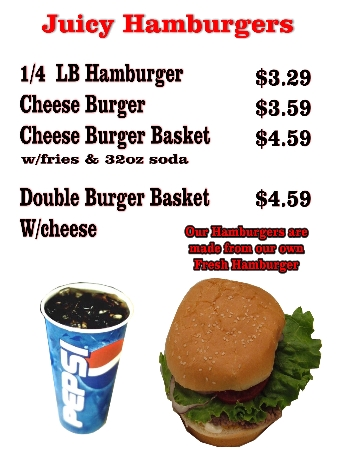 Juicy Hamburgers
1/4 LB Hamburger $3.29
Cheese Burger $3.59
Cheese Burger Basket $4.59
w/fries & 32oz soda
Double Burger Basket $4.59
W/cheese
Our Hamburgers are
made from our own
Fresh Hamburger
PEPSI